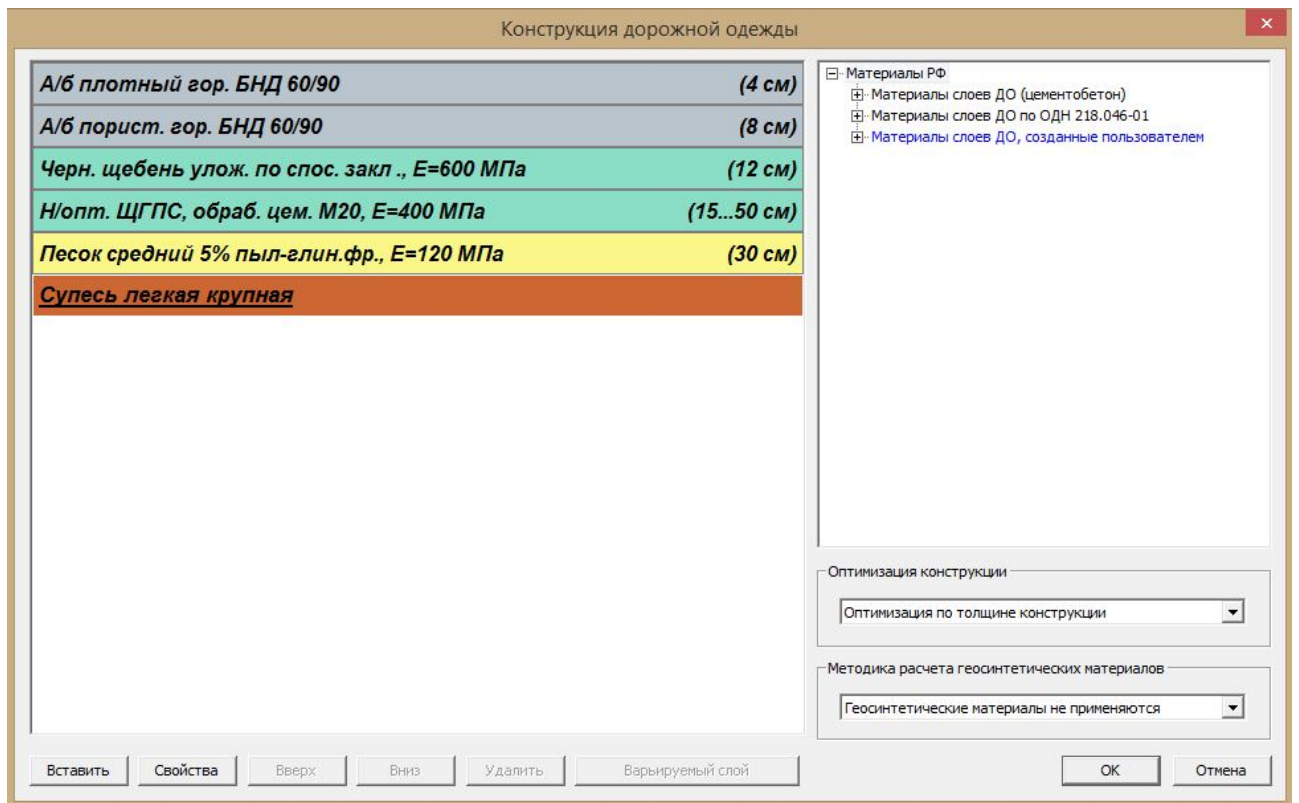 Конструкция дорожной одежды
А/б плотный гор. БНД 60/90 (4 см)
А/б порист. гор. БНД 60/90 (8 см)
Черн. щебень улож. по спос. закл ., E=600 МПа (12 см)
Н/опт. ЩГПС, обраб. цем. М20, E=400 МПа (15...50 см)
Песок средний 5% пыл-глин.фр., E=120 МПа (30 см)
Супесь легкая крупная
Материалы РФ
Материалы слоев ДО (цементобетон)
Материалы слоев ДО по ОДН 218.046-01
Материалы слоев ДО, созданные пользователем
Оптимизация конструкции
Оптимизация по толщине конструкции
Методика расчета геосинтетических материалов
Геосинтетические материалы не применяются
Вставить Свойства Вверх Вниз Удалить Варьируемый слой ОК Отмена